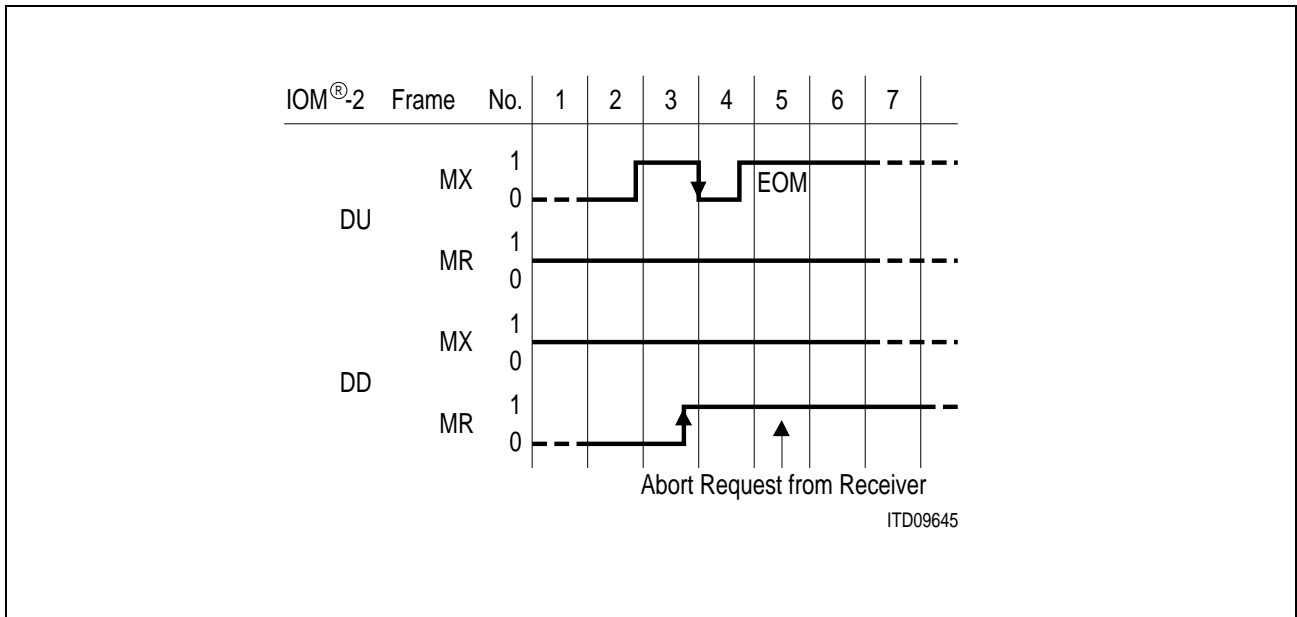 IOM®-2 Frame No. 1 2 3 4 5 6 7
1
MX
0
EOM
DU
1
MR
0
1
MX
0
DD
1
MR
0
Abort Request from Receiver
ITD09645